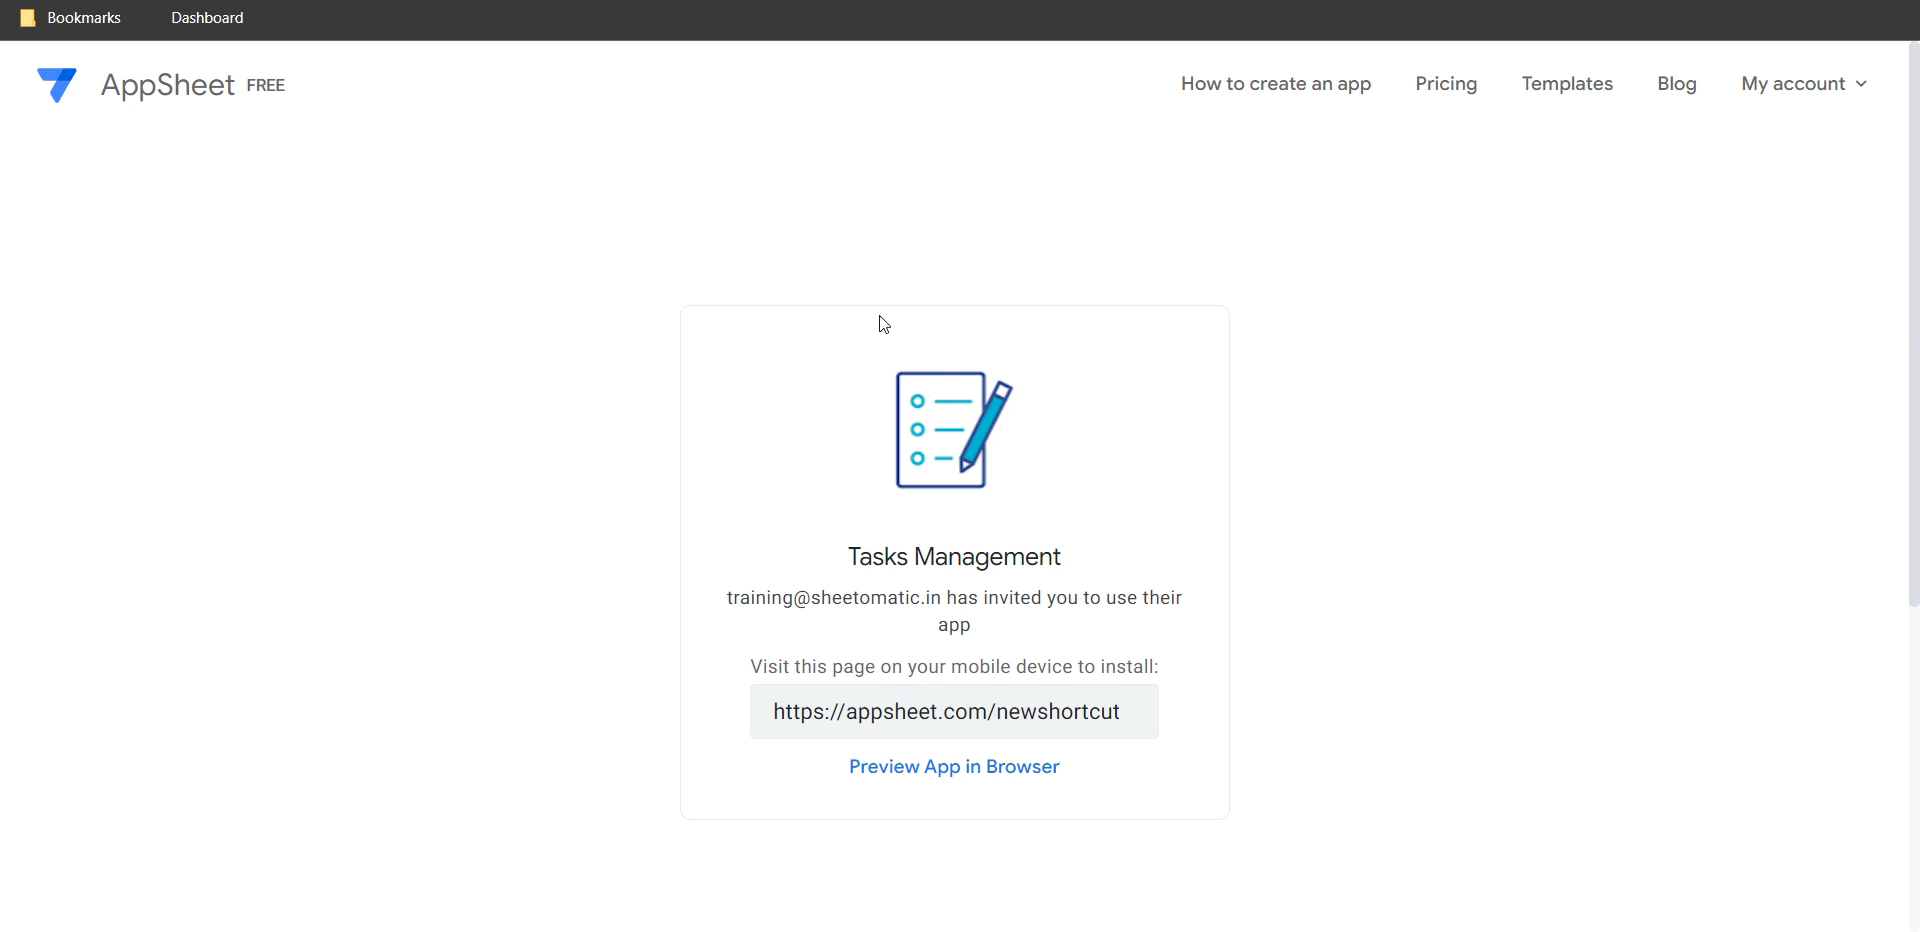 Bookmarks Dashboard
AppSheet FREE How to create an app Pricing Templates Blog My account
Tasks Management
training@sheetomatic.in has invited you to use their
app
Visit this page on your mobile device to install:
https://appsheet.com/newshortcut
Preview App in Browser